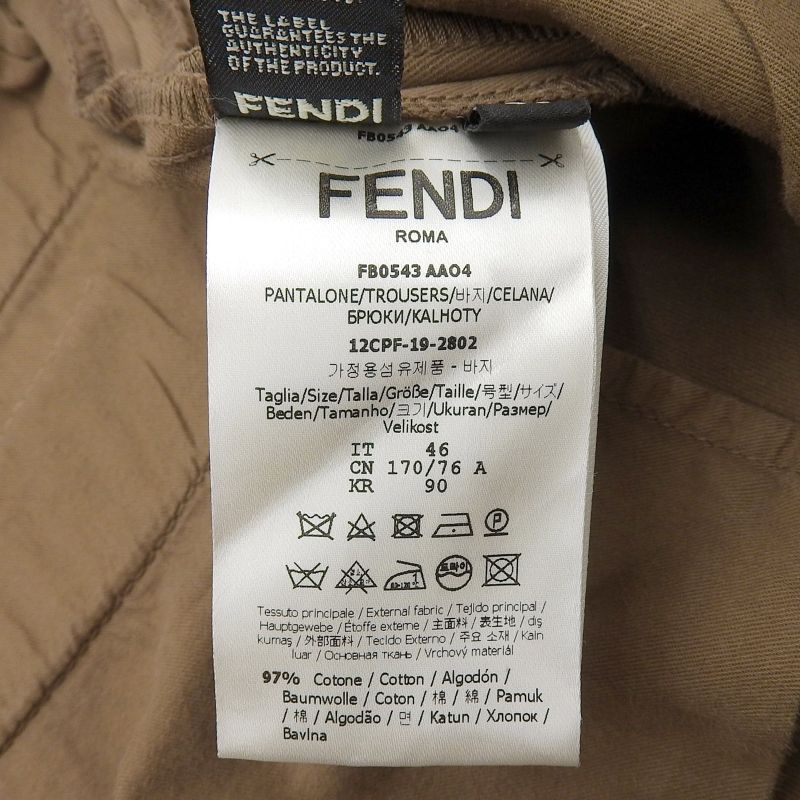 THE LABEL
GUARANTEES THE
AUTHENTICITY
OF THE PRODUCT.
FENDI
FB0543 AA04
FENDI
ROMA
FB0543 AA04
PANTALONE/TROUSERS/바지/CELANA/
БРЮКИ/KALHOTY
12CPF-19-2802
가정용섬유제품 - 바지
Taglia/Size/Talla/Größe/Taille/号型/サイズ/
Beden/Tamanho/크기/Ukuran/Размер/
Velikost
IT 46
CN 170/76 A
KR 90
P
드라이
Tessuto principale / External fabric / Tejido principal /
Hauptgewebe / Étoffe externe / 主面料 / 表生地 / dış
kumaş / 外部面料 / Tecido Externo / 주요 소재 / Kain
luar / Основная ткань / Vrchový materiál
97% Cotone / Cotton / Algodón /
Baumwolle / Coton / 棉 / 綿 / Pamuk
/ 棉 / Algodão / 면 / Katun / Хлопок /
Bavlna